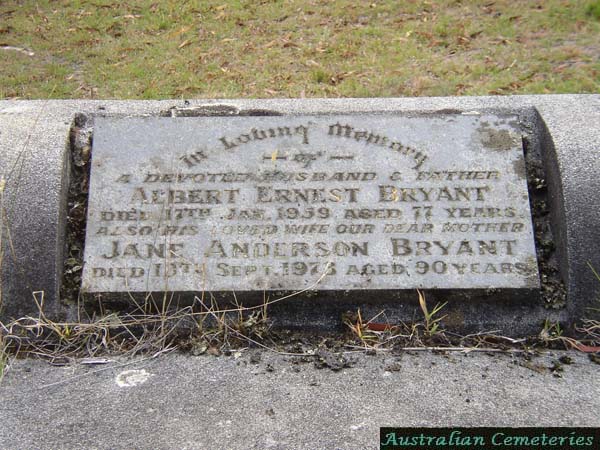 In Loving Memory
— of —
A DEVOTED HUSBAND & FATHER
ALBERT ERNEST BRYANT
DIED 17TH JAN. 1959 AGED 77 YEARS.
ALSO HIS LOVED WIFE OUR DEAR MOTHER
JANE ANDERSON BRYANT
DIED 13TH SEPT. 1973 AGED 90 YEARS
Australian Cemeteries